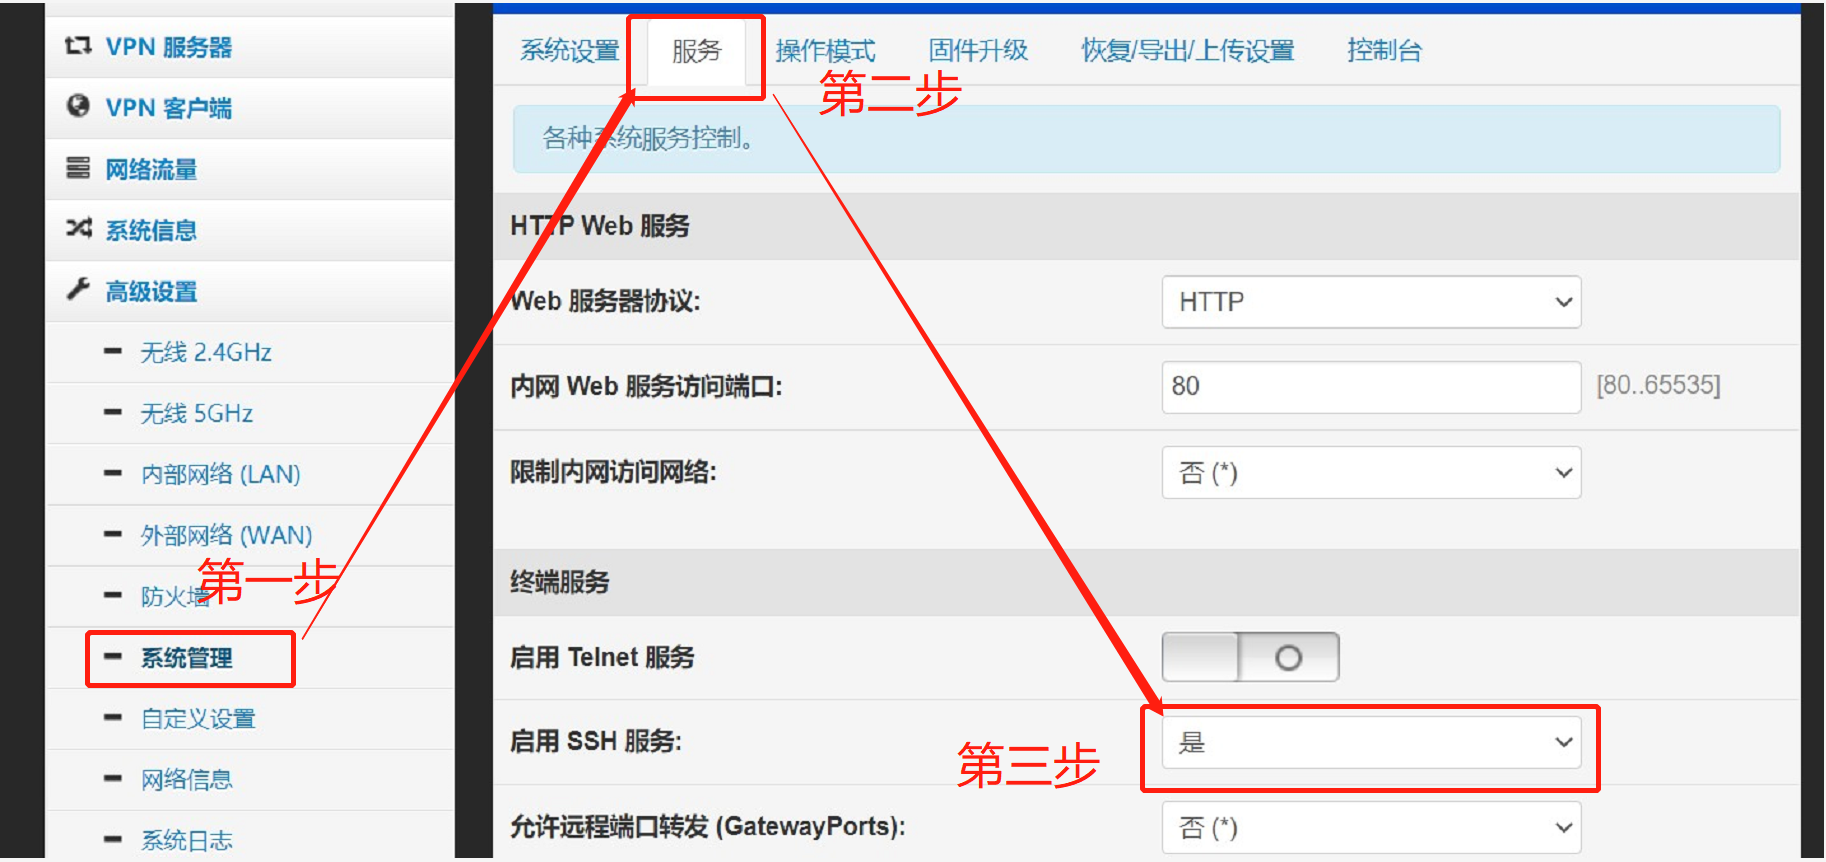 VPN 服务器
VPN 客户端
网络流量
系统信息
高级设置
无线 2.4GHz
无线 5GHz
内部网络 (LAN)
外部网络 (WAN)
第一步
防火墙
系统管理
自定义设置
网络信息
系统日志
系统设置 服务 操作模式 固件升级 恢复/导出/上传设置 控制台
第二步
各种系统服务控制。
HTTP Web 服务
Web 服务器协议: HTTP
内网 Web 服务访问端口: 80 [80..65535]
限制内网访问网络: 否 (*)
终端服务
启用 Telnet 服务
启用 SSH 服务: 是
第三步
允许远程端口转发 (GatewayPorts): 否 (*)